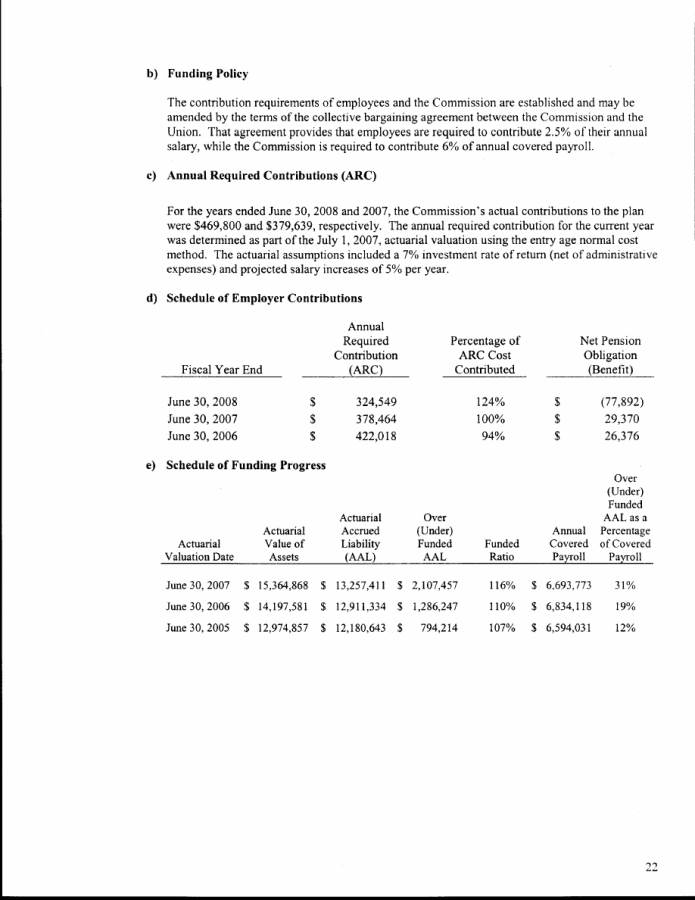 b) Funding Policy
The contribution requirements of employees and the Commission are established and may be
amended by the terms of the collective bargaining agreement between the Commission and the
Union. That agreement provides that employees are required to contribute 2.5% of their annual
salary, while the Commission is required to contribute 6% of annual covered payroll.
c) Annual Required Contributions (ARC)
For the years ended June 30, 2008 and 2007, the Commission's actual contributions to the plan
were $469,800 and $379,639, respectively. The annual required contribution for the current year
was determined as part of the July 1, 2007, actuarial valuation using the entry age normal cost
method. The actuarial assumptions included a 7% investment rate of return (net of administrative
expenses) and projected salary increases of 5% per year.
d) Schedule of Employer Contributions
Annual
Required Percentage of Net Pension
Contribution ARC Cost Obligation
Fiscal Year End (ARC) Contributed (Benefit)
June 30, 2008 $ 324,549 124% $ (77,892)
June 30, 2007 $ 378,464 100% $ 29,370
June 30, 2006 $ 422,018 94% $ 26,376
e) Schedule of Funding Progress
Over
(Under)
Funded
Actuarial Over AAL as a
Actuarial Accrued (Under) Annual Percentage
Actuarial Value of Liability Funded Funded Covered of Covered
Valuation Date Assets (AAL) AAL Ratio Payroll Payroll
June 30, 2007 $ 15,364,868 $ 13,257,411 $ 2,107,457 116% $ 6,693,773 31%
June 30, 2006 $ 14,197,581 $ 12,911,334 $ 1,286,247 110% $ 6,834,118 19%
June 30, 2005 $ 12,974,857 $ 12,180,643 $ 794,214 107% $ 6,594,031 12%
22